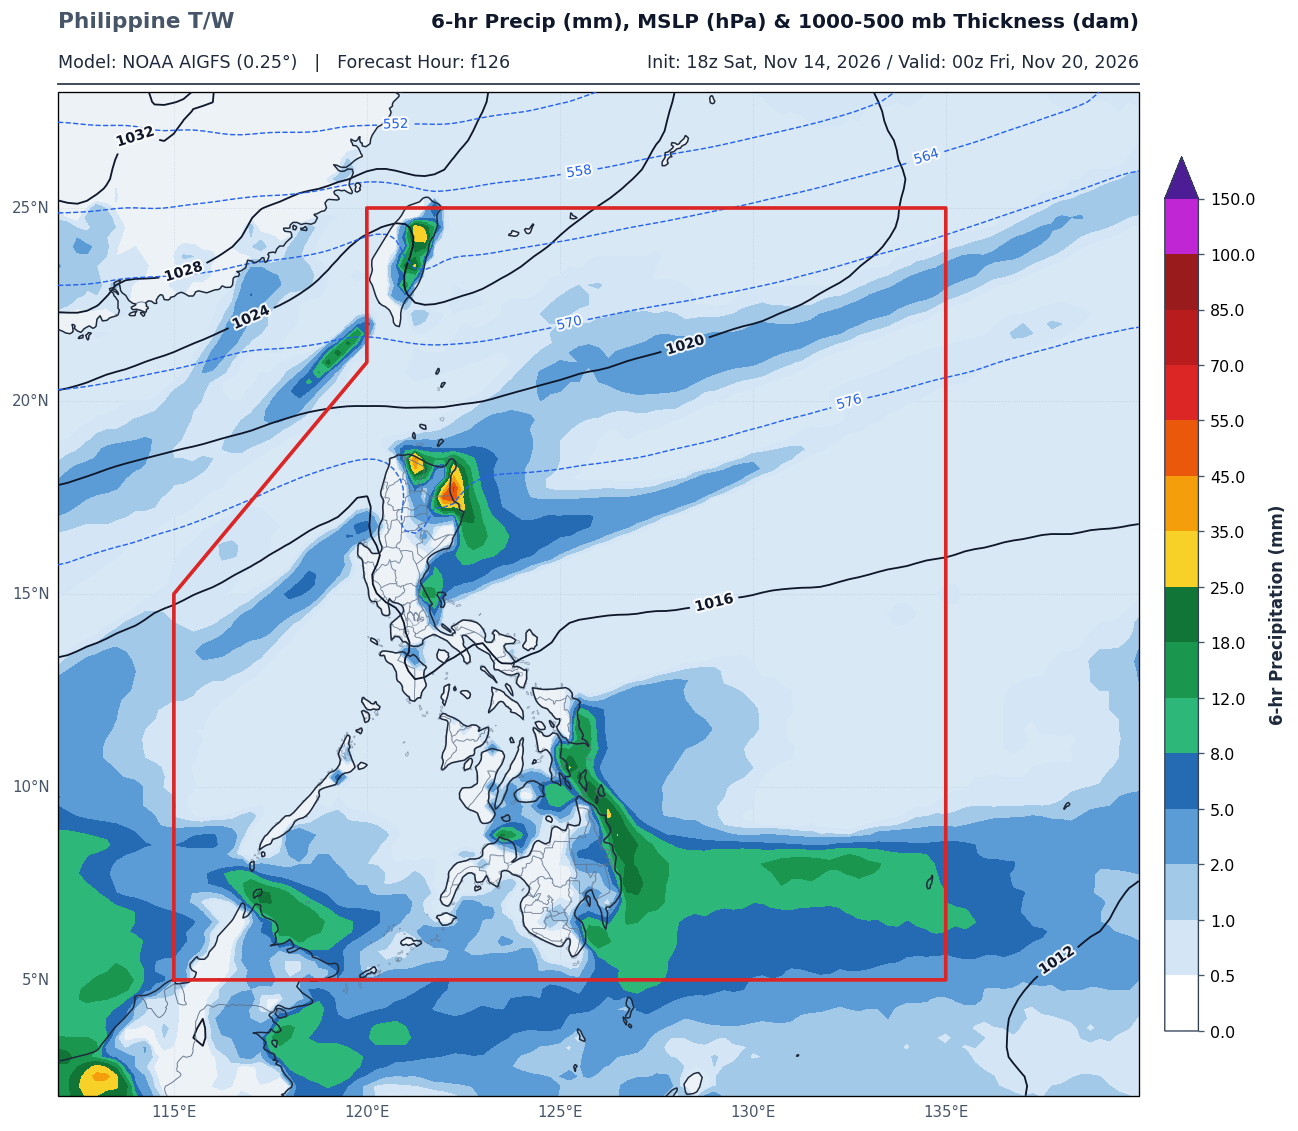 Philippine T/W
6-hr Precip (mm), MSLP (hPa) & 1000-500 mb Thickness (dam)
Model: NOAA AIGFS (0.25°)   |   Forecast Hour: f126
Init: 18z Sat, Nov 14, 2026 / Valid: 00z Fri, Nov 20, 2026
1032
552
558
564
25°N
1028
1024
570
1020
20°N
576
15°N
1016
10°N
1012
5°N
115°E
120°E
125°E
130°E
135°E
150.0
100.0
85.0
70.0
55.0
45.0
35.0
25.0
18.0
12.0
8.0
5.0
2.0
1.0
0.5
0.0
6-hr Precipitation (mm)